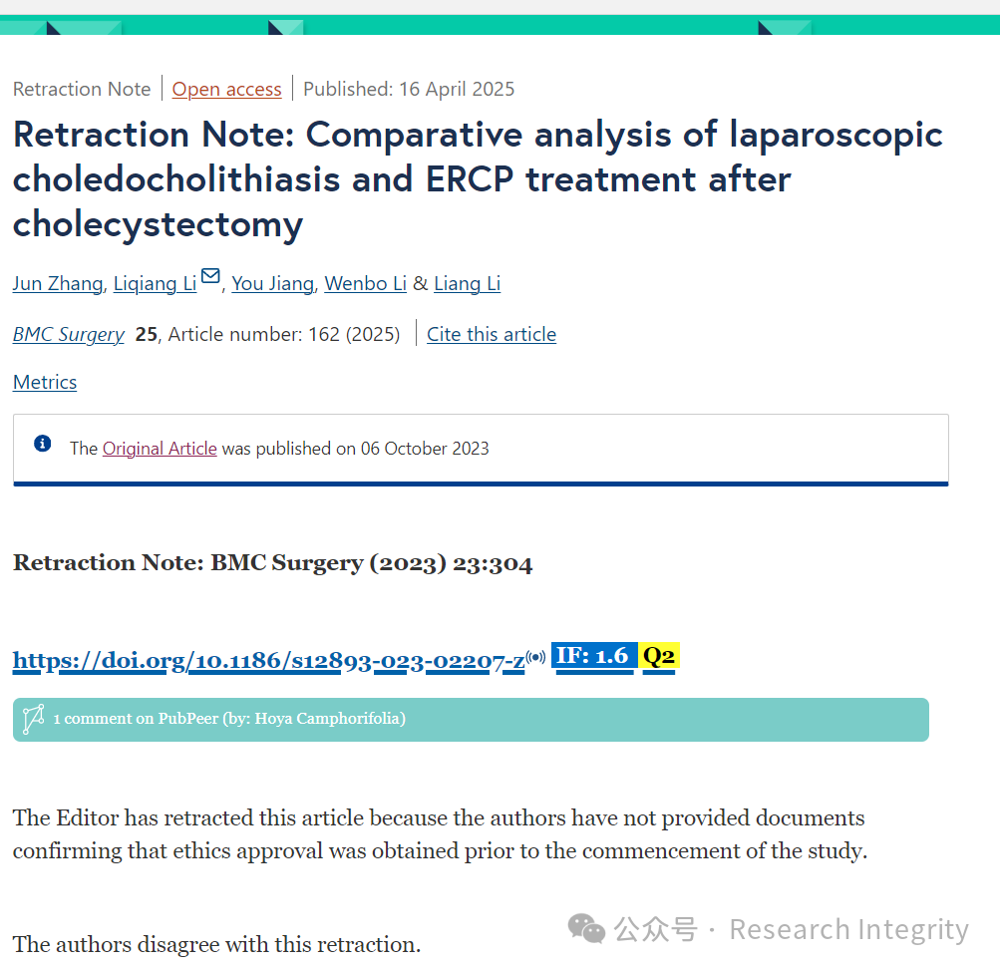 Retraction Note | Open access | Published: 16 April 2025
Retraction Note: Comparative analysis of laparoscopic
choledocholithiasis and ERCP treatment after
cholecystectomy
Jun Zhang, Liqiang Li, You Jiang, Wenbo Li & Liang Li
BMC Surgery 25, Article number: 162 (2025) | Cite this article
Metrics
The Original Article was published on 06 October 2023
Retraction Note: BMC Surgery (2023) 23:304
https://doi.org/10.1186/s12893-023-02207-z IF: 1.6 Q2
1 comment on PubPeer (by: Hoya Camphorifolia)
The Editor has retracted this article because the authors have not provided documents
confirming that ethics approval was obtained prior to the commencement of the study.
The authors disagree with this retraction.
公众号 · Research Integrity